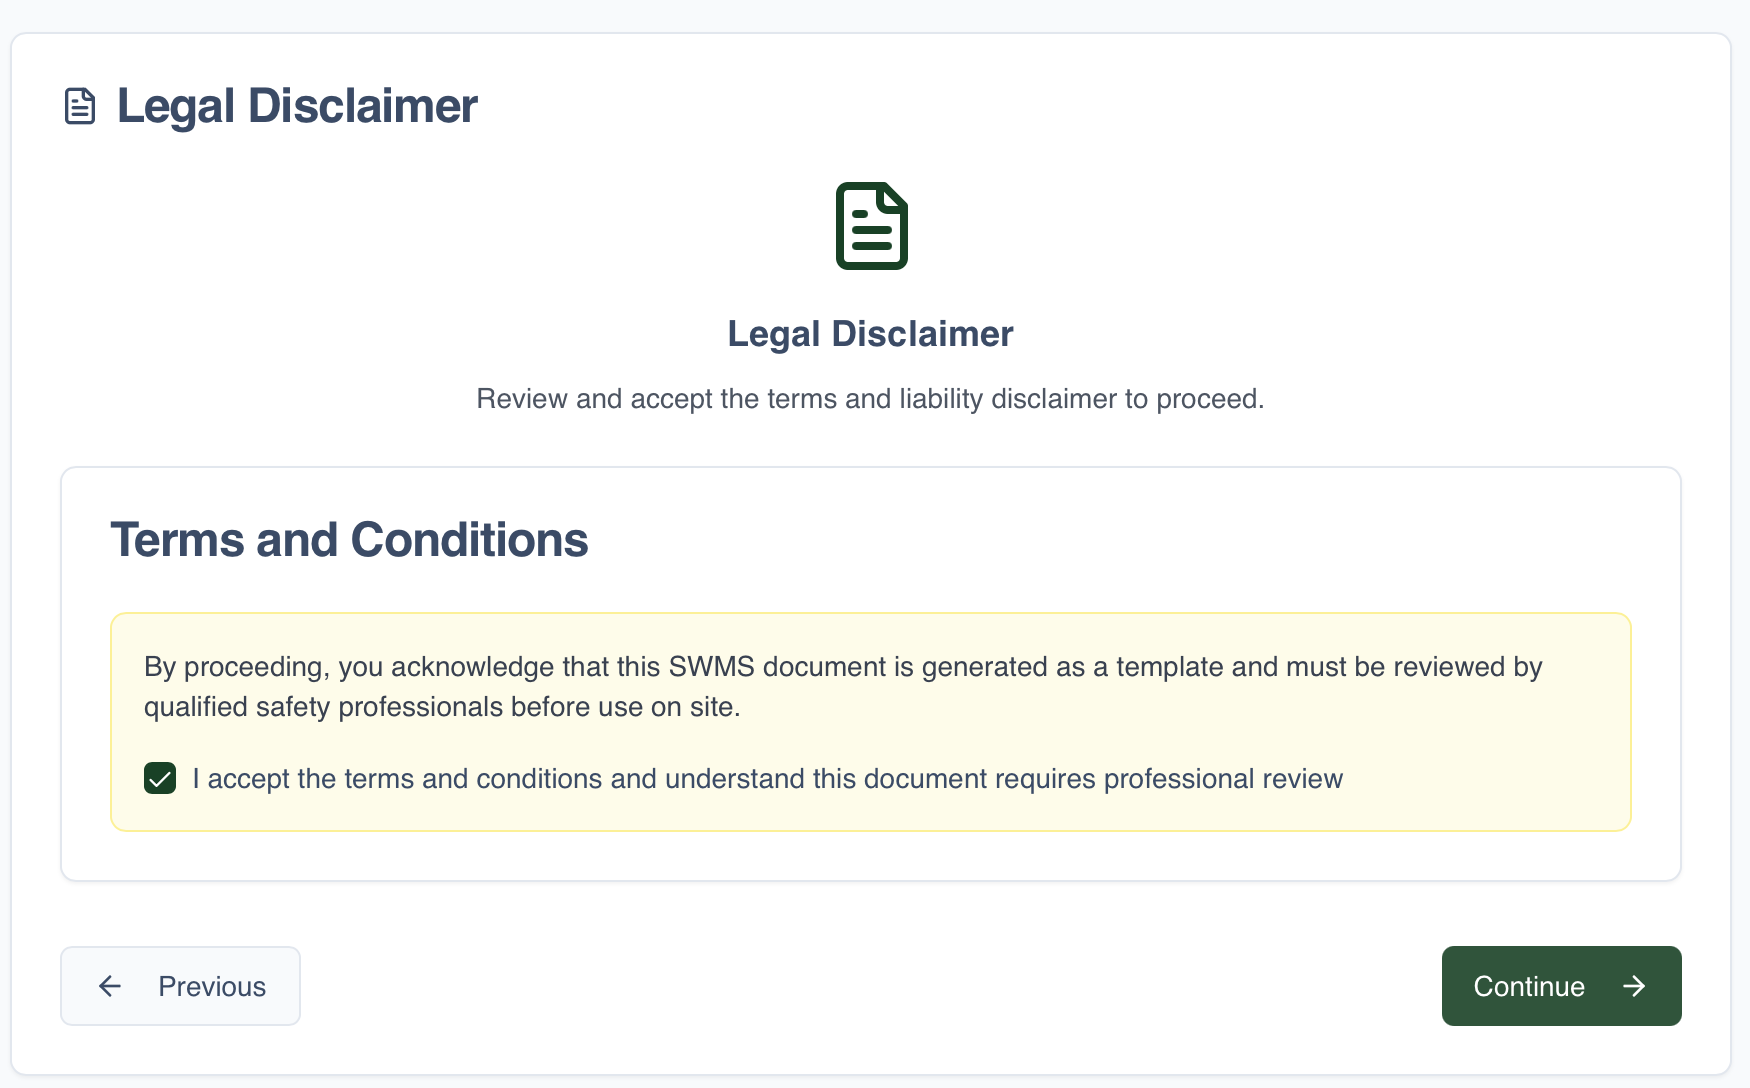 Legal Disclaimer
Legal Disclaimer
Review and accept the terms and liability disclaimer to proceed.
Terms and Conditions
By proceeding, you acknowledge that this SWMS document is generated as a template and must be reviewed by
qualified safety professionals before use on site.
I accept the terms and conditions and understand this document requires professional review
Previous
Continue